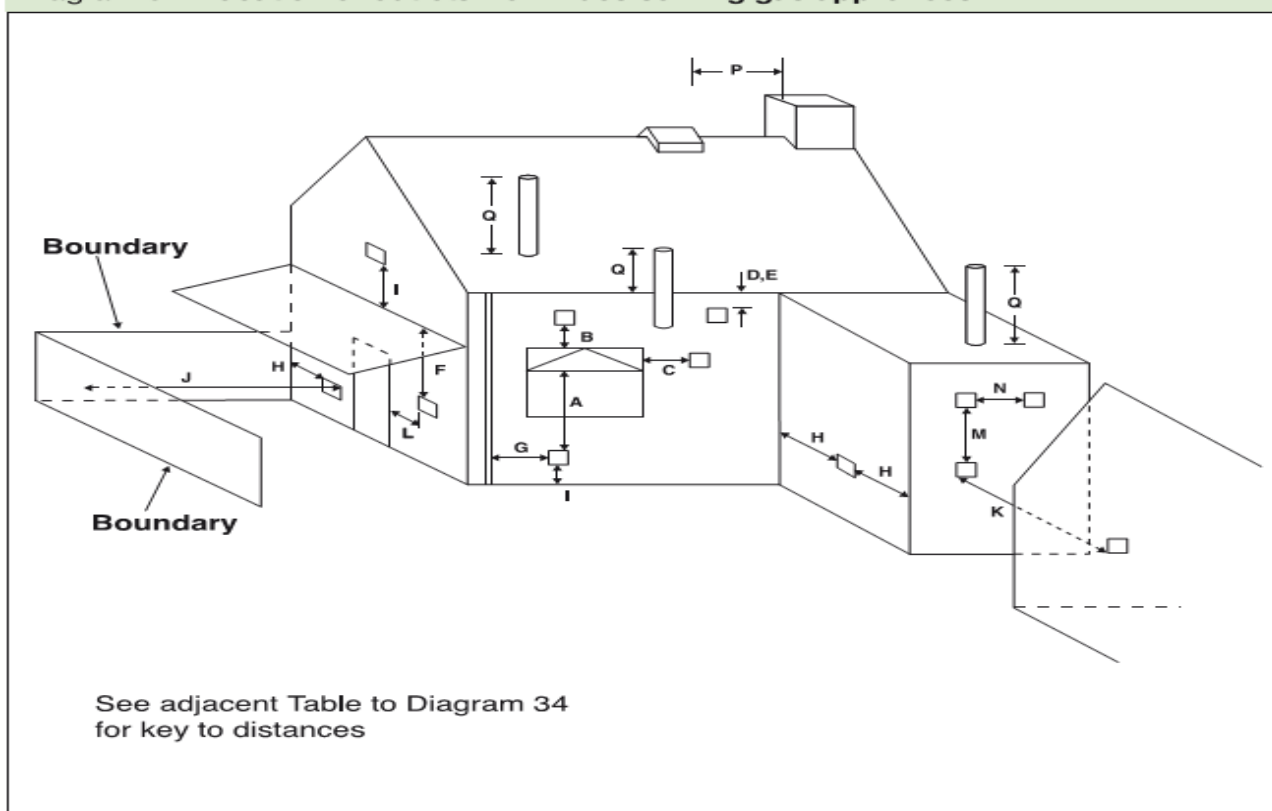 P
Q
Boundary
Q
D,E
Q
I
B
H
F
C
J
N
A
L
M
G
H
H
I
K
Boundary
See adjacent Table to Diagram 34
for key to distances